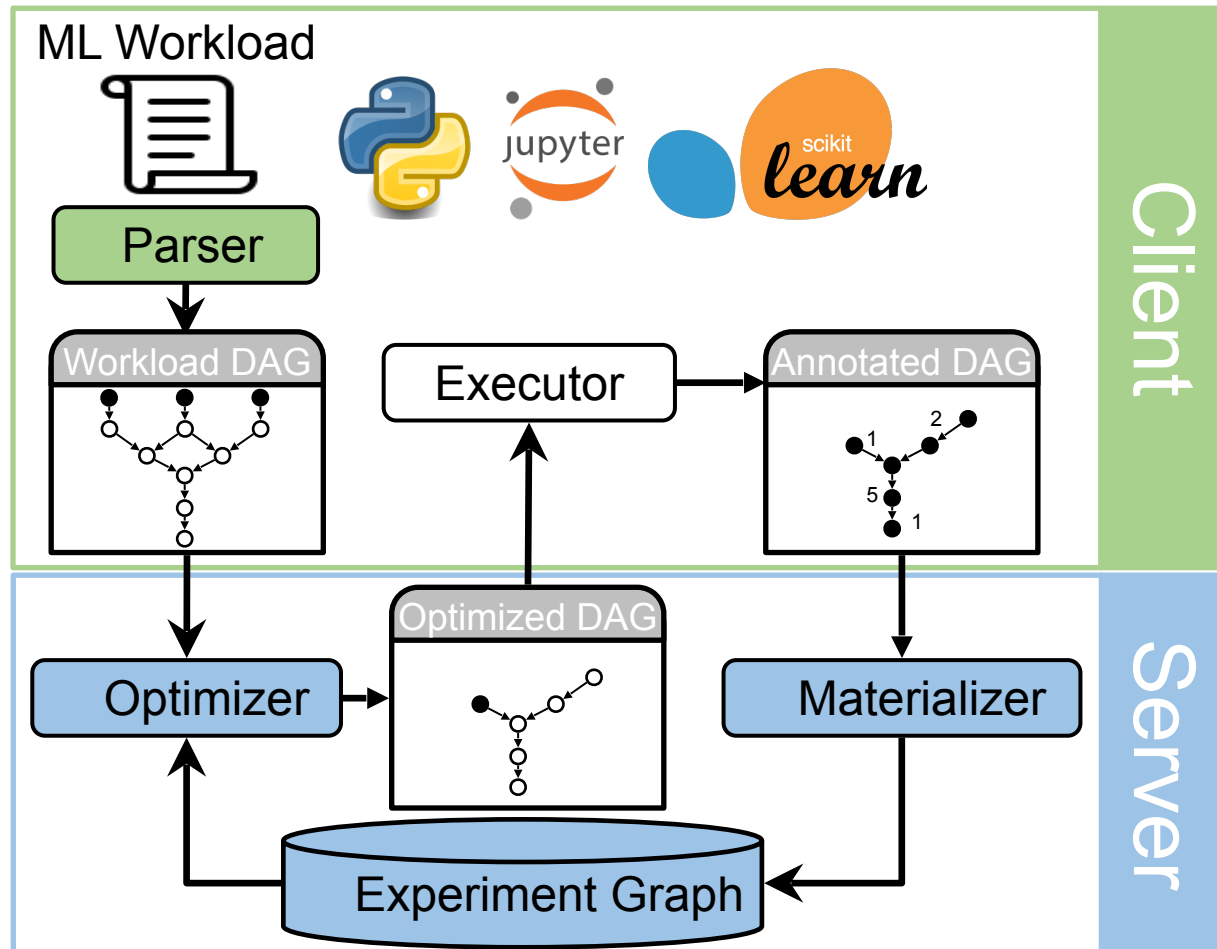 ML Workload
jupyter
scikit
learn
Parser
Client
Workload DAG
Executor
Annotated DAG
1
2
5
1
Optimized DAG
Optimizer
Materializer
Server
Experiment Graph